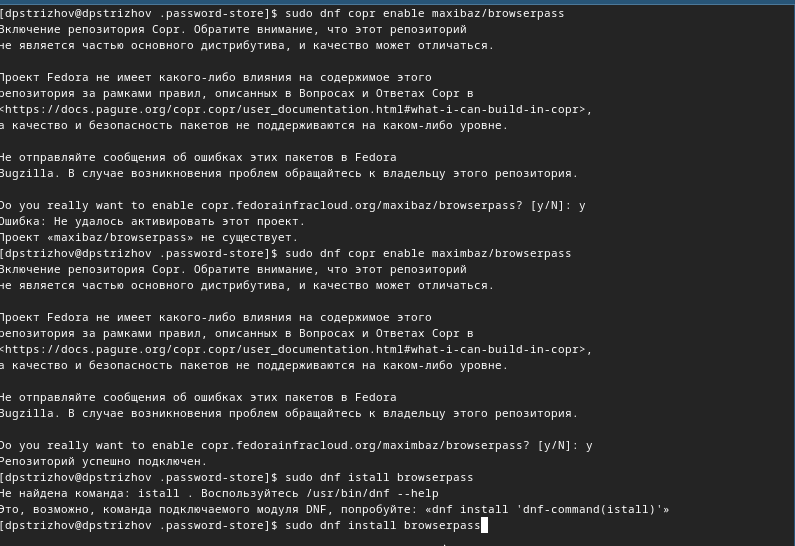 [dpstrizhov@dpstrizhov .password-store]$ sudo dnf copr enable maxibaz/browserpass
Включение репозитория Copr. Обратите внимание, что этот репозиторий
не является частью основного дистрибутива, и качество может отличаться.
Проект Fedora не имеет какого-либо влияния на содержимое этого
репозитория за рамками правил, описанных в Вопросах и Ответах Copr в
<https://docs.pagure.org/copr.copr/user_documentation.html#what-i-can-build-in-copr>,
а качество и безопасность пакетов не поддерживаются на каком-либо уровне.
Не отправляйте сообщения об ошибках этих пакетов в Fedora
Bugzilla. В случае возникновения проблем обращайтесь к владельцу этого репозитория.
Do you really want to enable copr.fedorainfracloud.org/maxibaz/browserpass? [y/N]: y
Ошибка: Не удалось активировать этот проект.
Проект «maxibaz/browserpass» не существует.
[dpstrizhov@dpstrizhov .password-store]$ sudo dnf copr enable maximbaz/browserpass
Включение репозитория Copr. Обратите внимание, что этот репозиторий
не является частью основного дистрибутива, и качество может отличаться.
Проект Fedora не имеет какого-либо влияния на содержимое этого
репозитория за рамками правил, описанных в Вопросах и Ответах Copr в
<https://docs.pagure.org/copr.copr/user_documentation.html#what-i-can-build-in-copr>,
а качество и безопасность пакетов не поддерживаются на каком-либо уровне.
Не отправляйте сообщения об ошибках этих пакетов в Fedora
Bugzilla. В случае возникновения проблем обращайтесь к владельцу этого репозитория.
Do you really want to enable copr.fedorainfracloud.org/maximbaz/browserpass? [y/N]: y
Репозиторий успешно подключен.
[dpstrizhov@dpstrizhov .password-store]$ sudo dnf istall browserpass
Не найдена команда: istall . Воспользуйтесь /usr/bin/dnf --help
Это, возможно, команда подключаемого модуля DNF, попробуйте: «dnf install 'dnf-command(istall)'»
[dpstrizhov@dpstrizhov .password-store]$ sudo dnf install browserpass